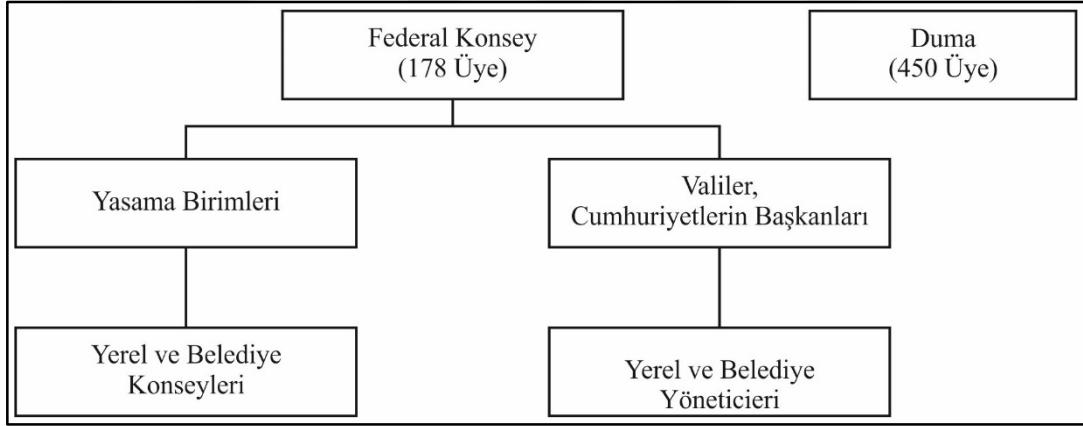 Federal Konsey
(178 Üye)
Duma
(450 Üye)
Yasama Birimleri
Valiler,
Cumhuriyetlerin Başkanları
Yerel ve Belediye
Konseyleri
Yerel ve Belediye
Yöneticieri